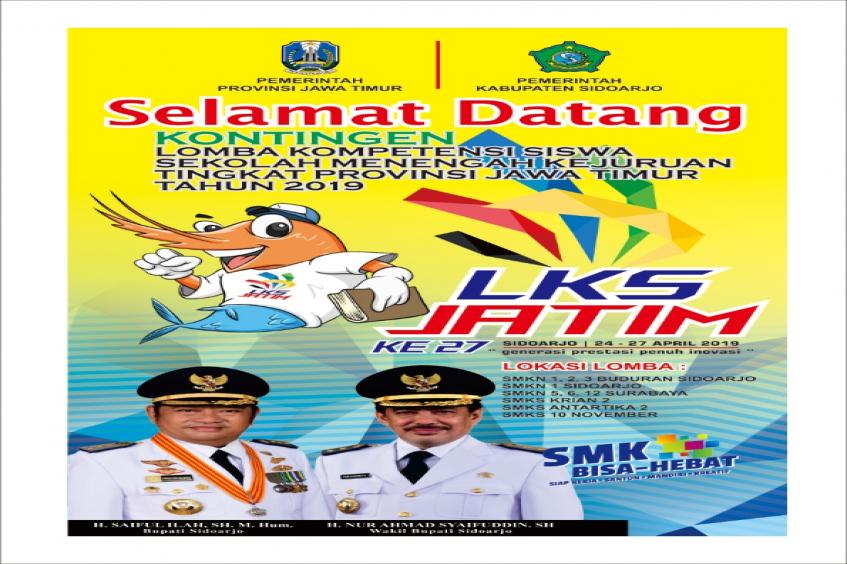 PEMERINTAH
PROVINSI JAWA TIMUR
PEMERINTAH
KABUPATEN SIDOARJO
Selamat Datang
KONTINGEN
LOMBA KOMPETENSI SISWA
SEKOLAH MENENGAH KEJURUAN
TINGKAT PROVINSI JAWA TIMUR
TAHUN 2019
LKS
JATIM
LKS
JATIM
KE 27
SIDOARJO | 24 - 27 APRIL 2019
" generasi prestasi penuh inovasi "
LOKASI LOMBA :
SMKN 1, 2, 3 BUDURAN SIDOARJO
SMKN 1 SIDOARJO
SMKN 5, 6, 12 SURABAYA
SMKS KRIAN 2
SMKS ANTARTIKA 2
SMKS 10 NOVEMBER
SMK
BISA-HEBAT
SIAP KERJA • SANTUN • MANDIRI • KREATIF
H. SAIFUL ILAH, SH, M, Hum.
Bupati Sidoarjo
H. NUR AHMAD SYAIFUDDIN. SH
Wakil Bupati Sidoarjo